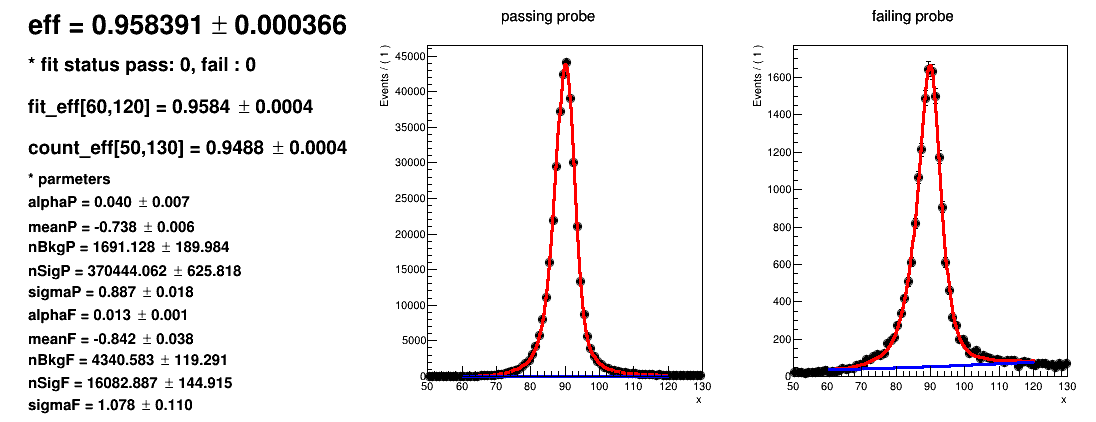 eff = 0.958391 ± 0.000366
* fit status pass: 0, fail : 0
fit_eff[60,120] = 0.9584 ± 0.0004
count_eff[50,130] = 0.9488 ± 0.0004
* parmeters
alphaP = 0.040 ± 0.007
meanP = -0.738 ± 0.006
nBkgP = 1691.128 ± 189.984
nSigP = 370444.062 ± 625.818
sigmaP = 0.887 ± 0.018
alphaF = 0.013 ± 0.001
meanF = -0.842 ± 0.038
nBkgF = 4340.583 ± 119.291
nSigF = 16082.887 ± 144.915
sigmaF = 1.078 ± 0.110
passing probe
Events / ( 1 )
45000
40000
35000
30000
25000
20000
15000
10000
5000
0
50 60 70 80 90 100 110 120 130
x
failing probe
Events / ( 1 )
1600
1400
1200
1000
800
600
400
200
0
50 60 70 80 90 100 110 120 130
x